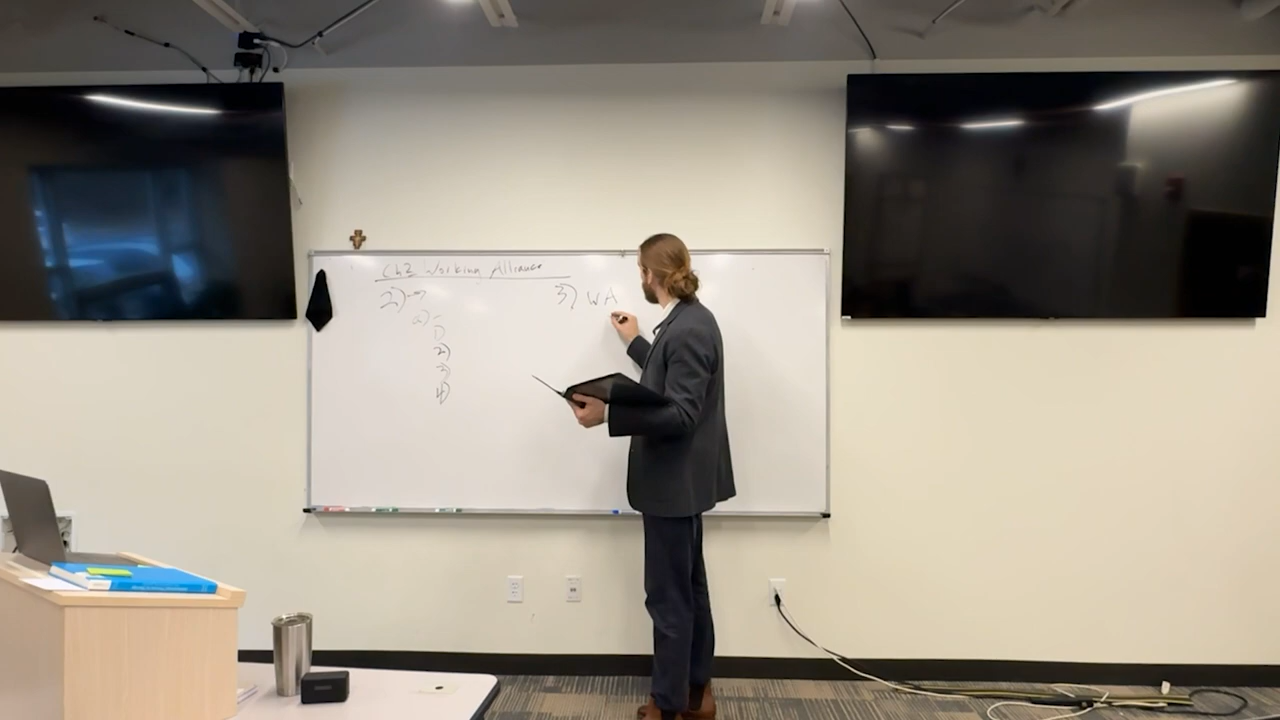 Ch2 Working Alliance
2) →
a) -
1)
2)
3)
4)
3) WA